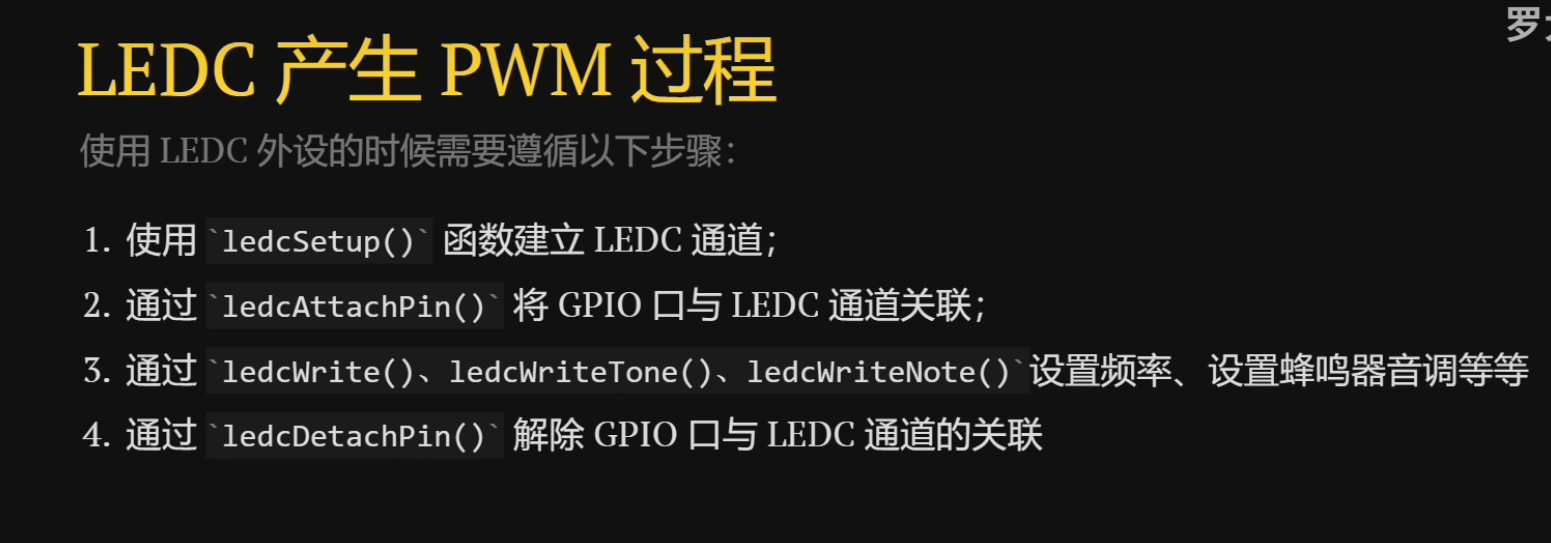 罗
LEDC 产生 PWM 过程
使用 LEDC 外设的时候需要遵循以下步骤：
1. 使用 `ledcSetup()` 函数建立 LEDC 通道；
2. 通过 `ledcAttachPin()` 将 GPIO 口与 LEDC 通道关联；
3. 通过 `ledcWrite()、ledcWriteTone()、ledcWriteNote()`设置频率、设置蜂鸣器音调等等
4. 通过 `ledcDetachPin()` 解除 GPIO 口与 LEDC 通道的关联